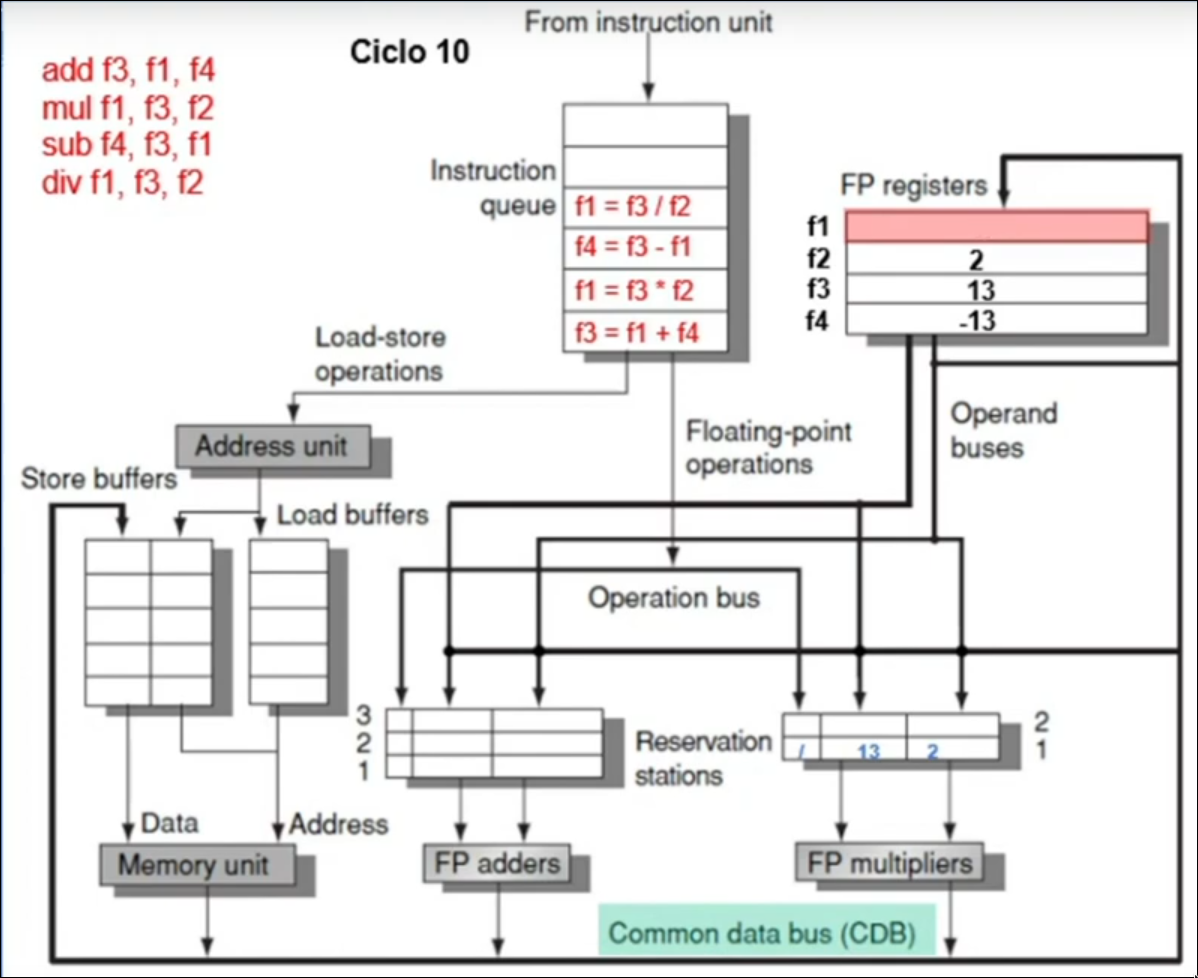 From instruction unit
Ciclo 10
add f3, f1, f4
mul f1, f3, f2
sub f4, f3, f1
div f1, f3, f2
Instruction
queue
f1 = f3 / f2
f4 = f3 - f1
f1 = f3 * f2
f3 = f1 + f4
FP registers
f1
f2 2
f3 13
f4 -13
Load-store
operations
Address unit
Floating-point
operations
Operand
buses
Store buffers
Load buffers
Operation bus
3
2
1
Reservation
stations
/ 13 2
2
1
Data
Address
Memory unit
FP adders
FP multipliers
Common data bus (CDB)